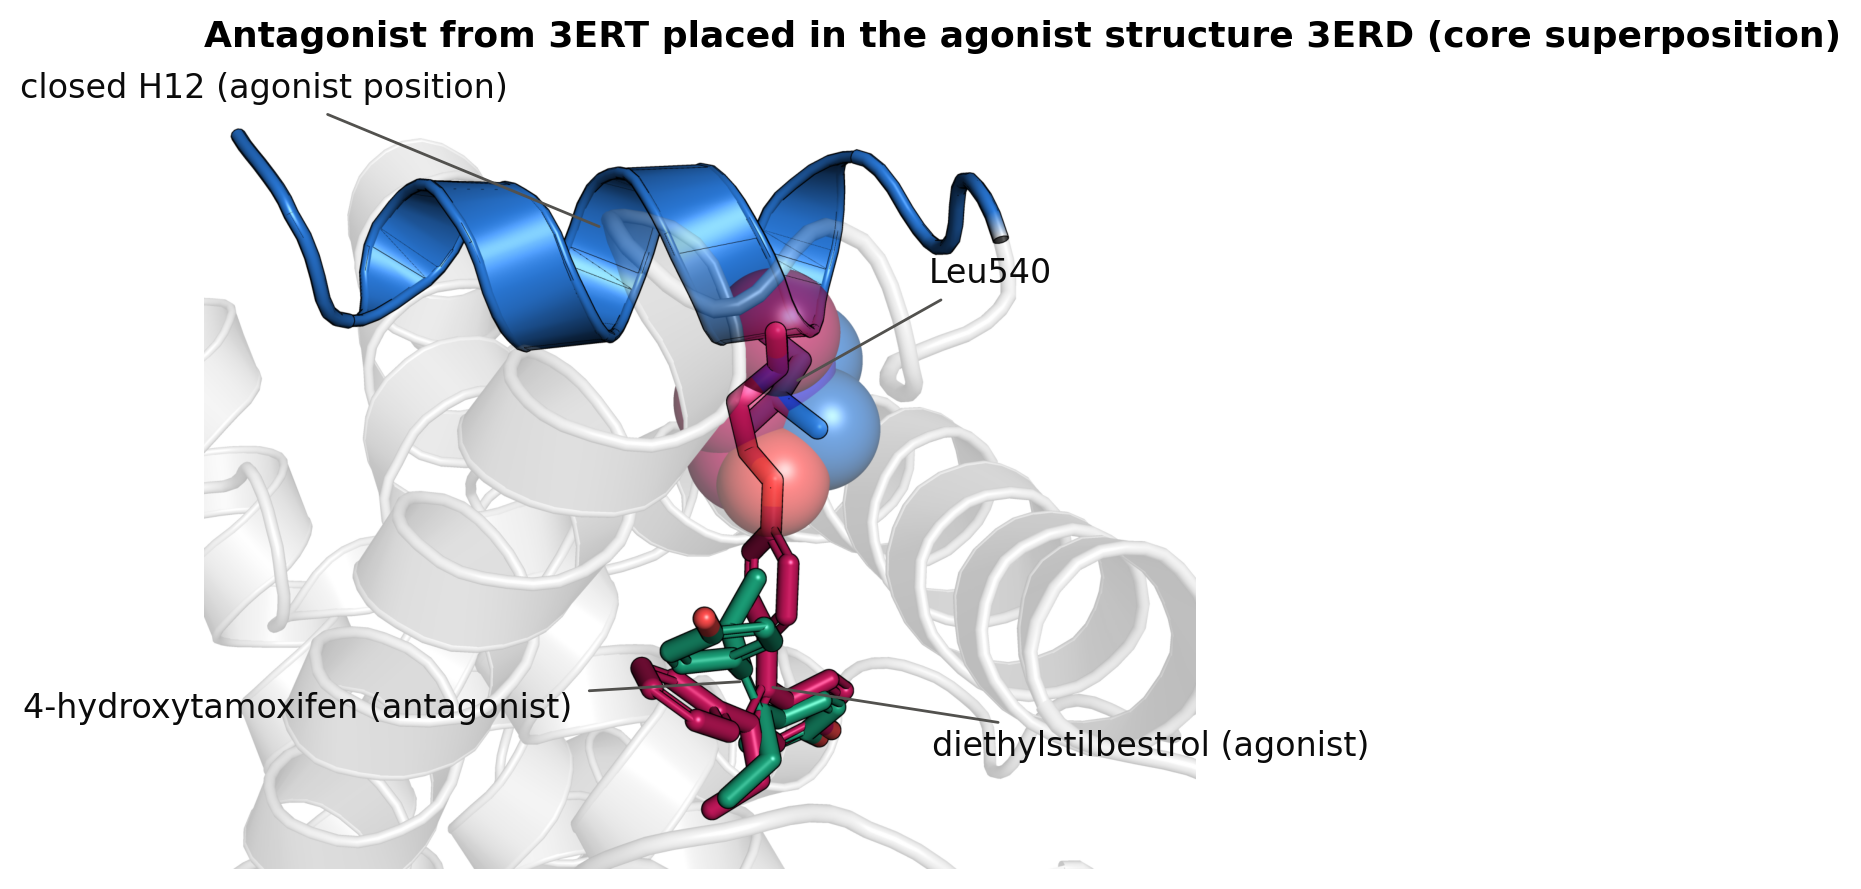 Antagonist from 3ERT placed in the agonist structure 3ERD (core superposition)
closed H12 (agonist position)
Leu540
4-hydroxytamoxifen (antagonist)
diethylstilbestrol (agonist)